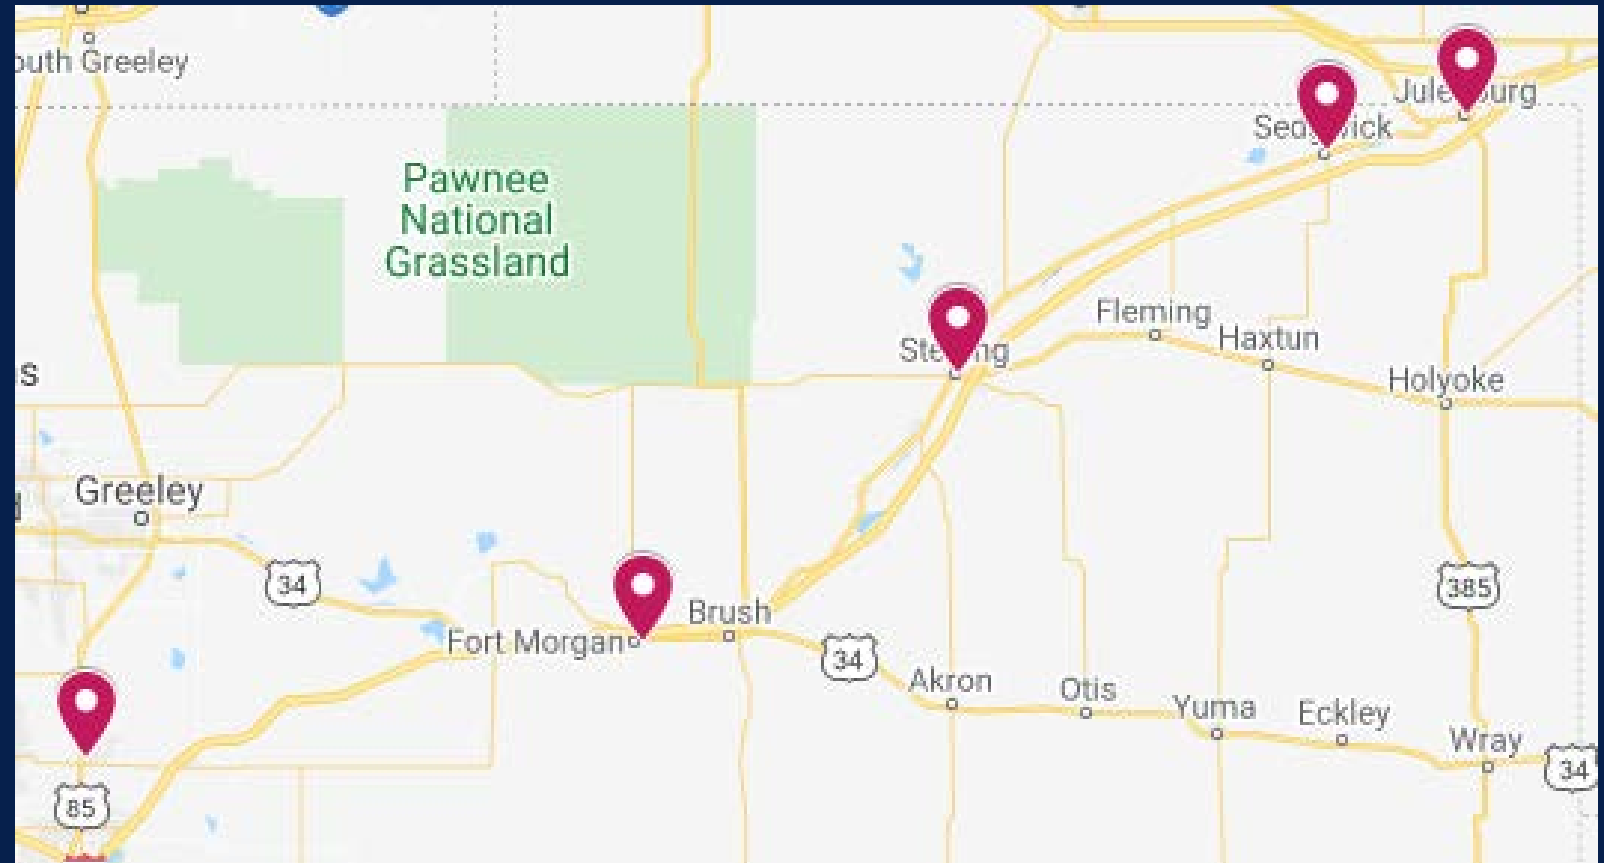 outh Greeley
Pawnee
National
Grassland
Fleming
Haxtun
Holyoke
s
Greeley
34
385
Brush
Fort Morgan
34
Akron
Otis
Yuma
Eckley
Wray
34
85